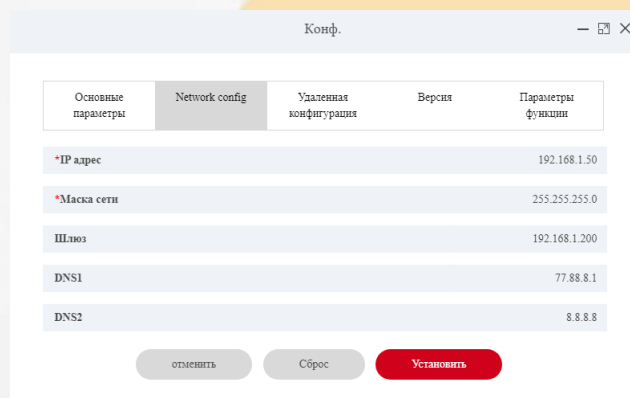 Конф.
Основные параметры
Network config
Удаленная конфигурация
Версия
Параметры функции
*IP адрес 192.168.1.50
*Маска сети 255.255.255.0
Шлюз 192.168.1.200
DNS1 77.88.8.1
DNS2 8.8.8.8
отменить Сброс Установить